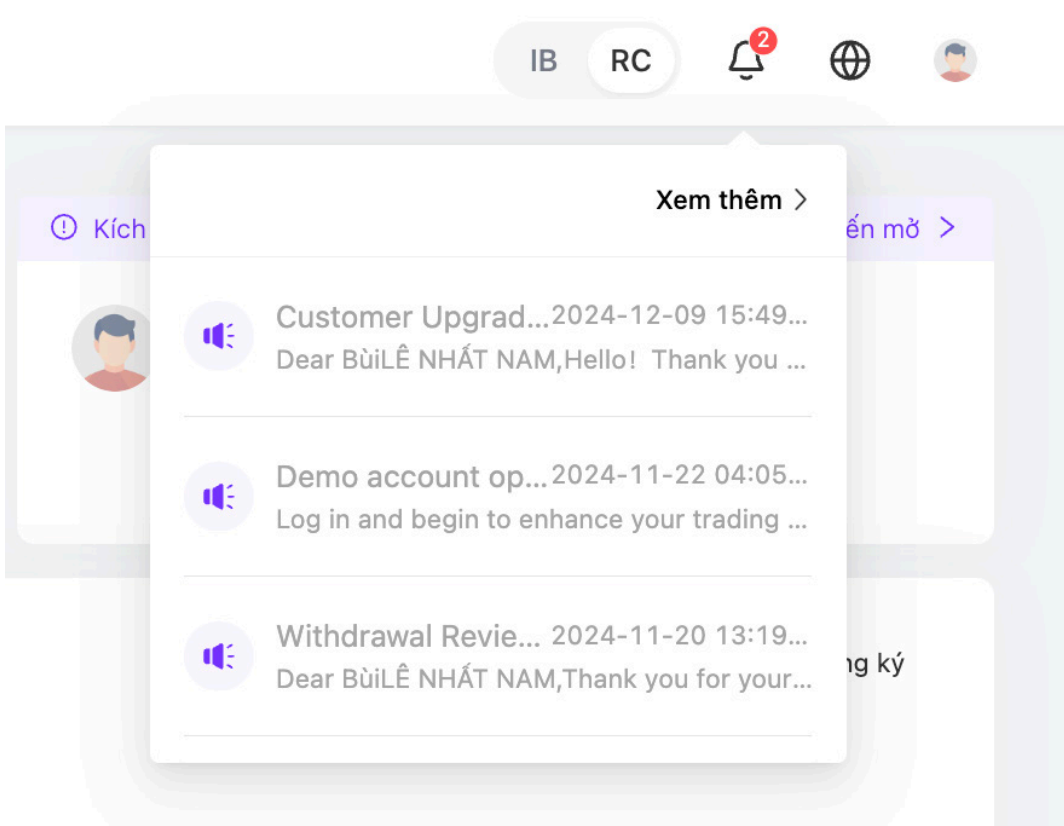 IB RC 2
Xem thêm
Kích ến mở
Customer Upgrad...2024-12-09 15:49...
Dear BùiLÊ NHẤT NAM,Hello！Thank you ...
Demo account op...2024-11-22 04:05...
Log in and begin to enhance your trading ...
Withdrawal Revie... 2024-11-20 13:19...
ng ký
Dear BùiLÊ NHẤT NAM,Thank you for your...